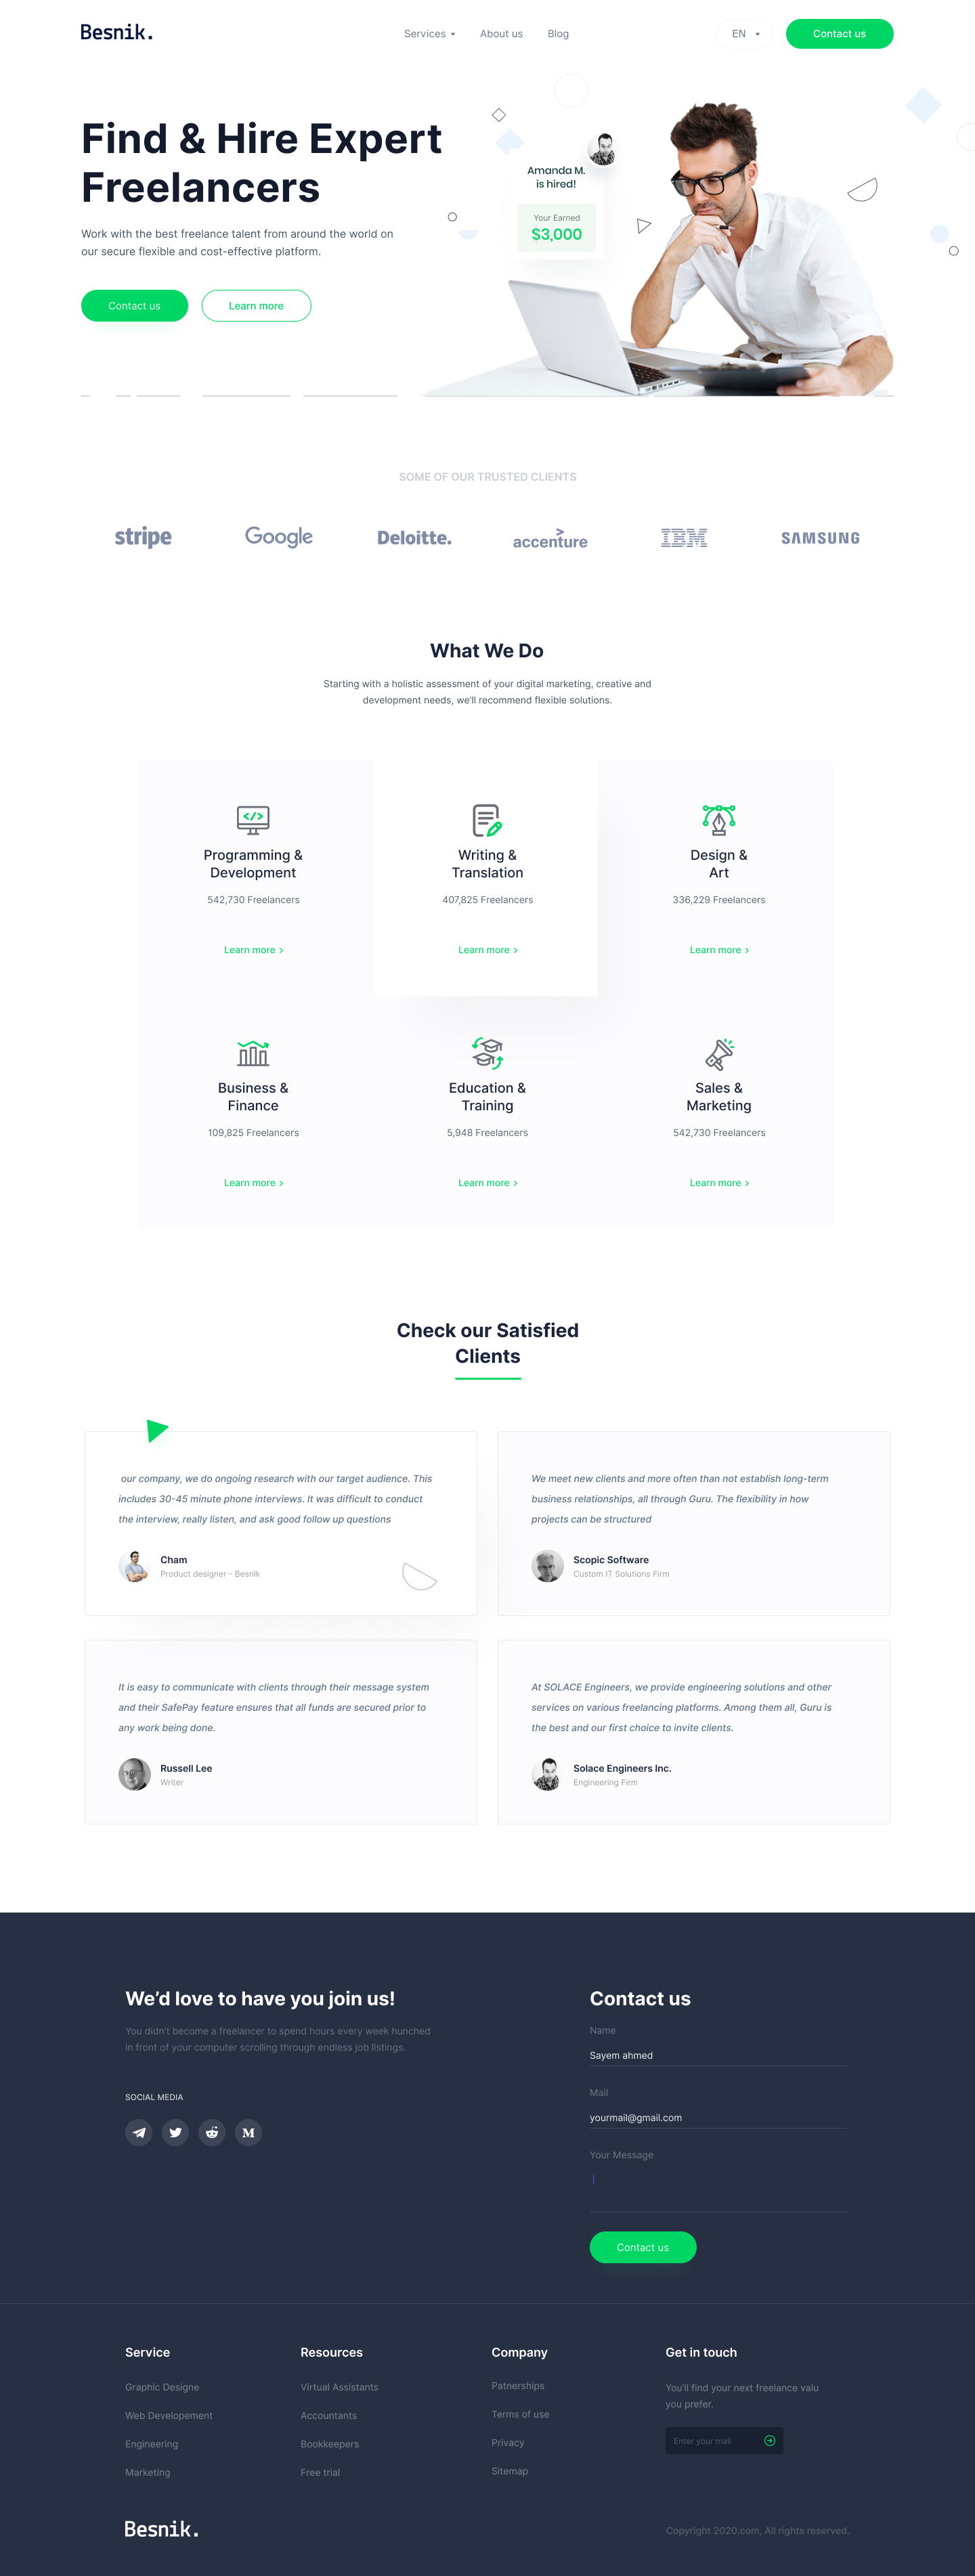 Besnik.
Services
About us
Blog
EN
Contact us
Find & Hire Expert
Freelancers
Work with the best freelance talent from around the world on
our secure flexible and cost-effective platform.
Contact us
Learn more
Amanda M.
is hired!
Your Earned
$3,000
SOME OF OUR TRUSTED CLIENTS
stripe
Google
Deloitte.
accenture
IBM
SAMSUNG
What We Do
Starting with a holistic assessment of your digital marketing, creative and
development needs, we'll recommend flexible solutions.
Programming &
Development
542,730 Freelancers
Learn more
Writing &
Translation
407,825 Freelancers
Learn more
Design &
Art
336,229 Freelancers
Learn more
Business &
Finance
109,825 Freelancers
Learn more
Education &
Training
5,948 Freelancers
Learn more
Sales &
Marketing
542,730 Freelancers
Learn more
Check our Satisfied
Clients
our company, we do ongoing research with our target audience. This
includes 30-45 minute phone interviews. It was difficult to conduct
the interview, really listen, and ask good follow up questions
Cham
Product designer - Besnik
We meet new clients and more often than not establish long-term
business relationships, all through Guru. The flexibility in how
projects can be structured
Scopic Software
Custom IT Solutions Firm
It is easy to communicate with clients through their message system
and their SafePay feature ensures that all funds are secured prior to
any work being done.
Russell Lee
Writer
At SOLACE Engineers, we provide engineering solutions and other
services on various freelancing platforms. Among them all, Guru is
the best and our first choice to invite clients.
Solace Engineers Inc.
Engineering Firm
We'd love to have you join us!
You didn't become a freelancer to spend hours every week hunched
in front of your computer scrolling through endless job listings.
SOCIAL MEDIA
Contact us
Name
Sayem ahmed
Mail
yourmail@gmail.com
Your Message
Contact us
Service
Graphic Designe
Web Developement
Engineering
Marketing
Resources
Virtual Assistants
Accountants
Bookkeepers
Free trial
Company
Patnerships
Terms of use
Privacy
Sitemap
Get in touch
You'll find your next freelance valu
you prefer.
Enter your mail
Besnik.
Copyright 2020.com, All rights reserved.